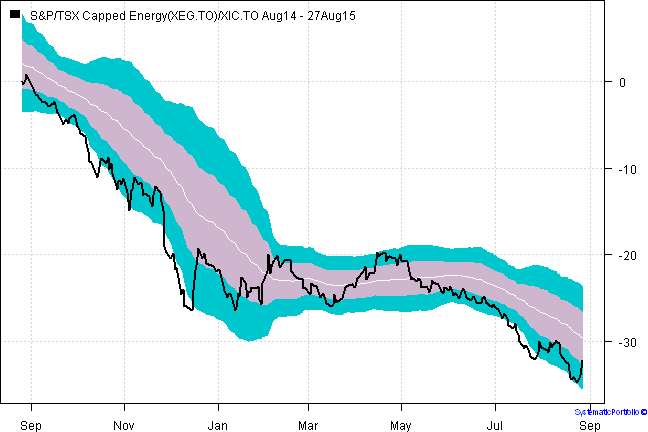 S&P/TSX Capped Energy(XEG.TO)/XIC.TO Aug14 - 27Aug15
0
-10
-20
-30
Sep Nov Jan Mar May Jul Sep
SystematicPortfolio ©